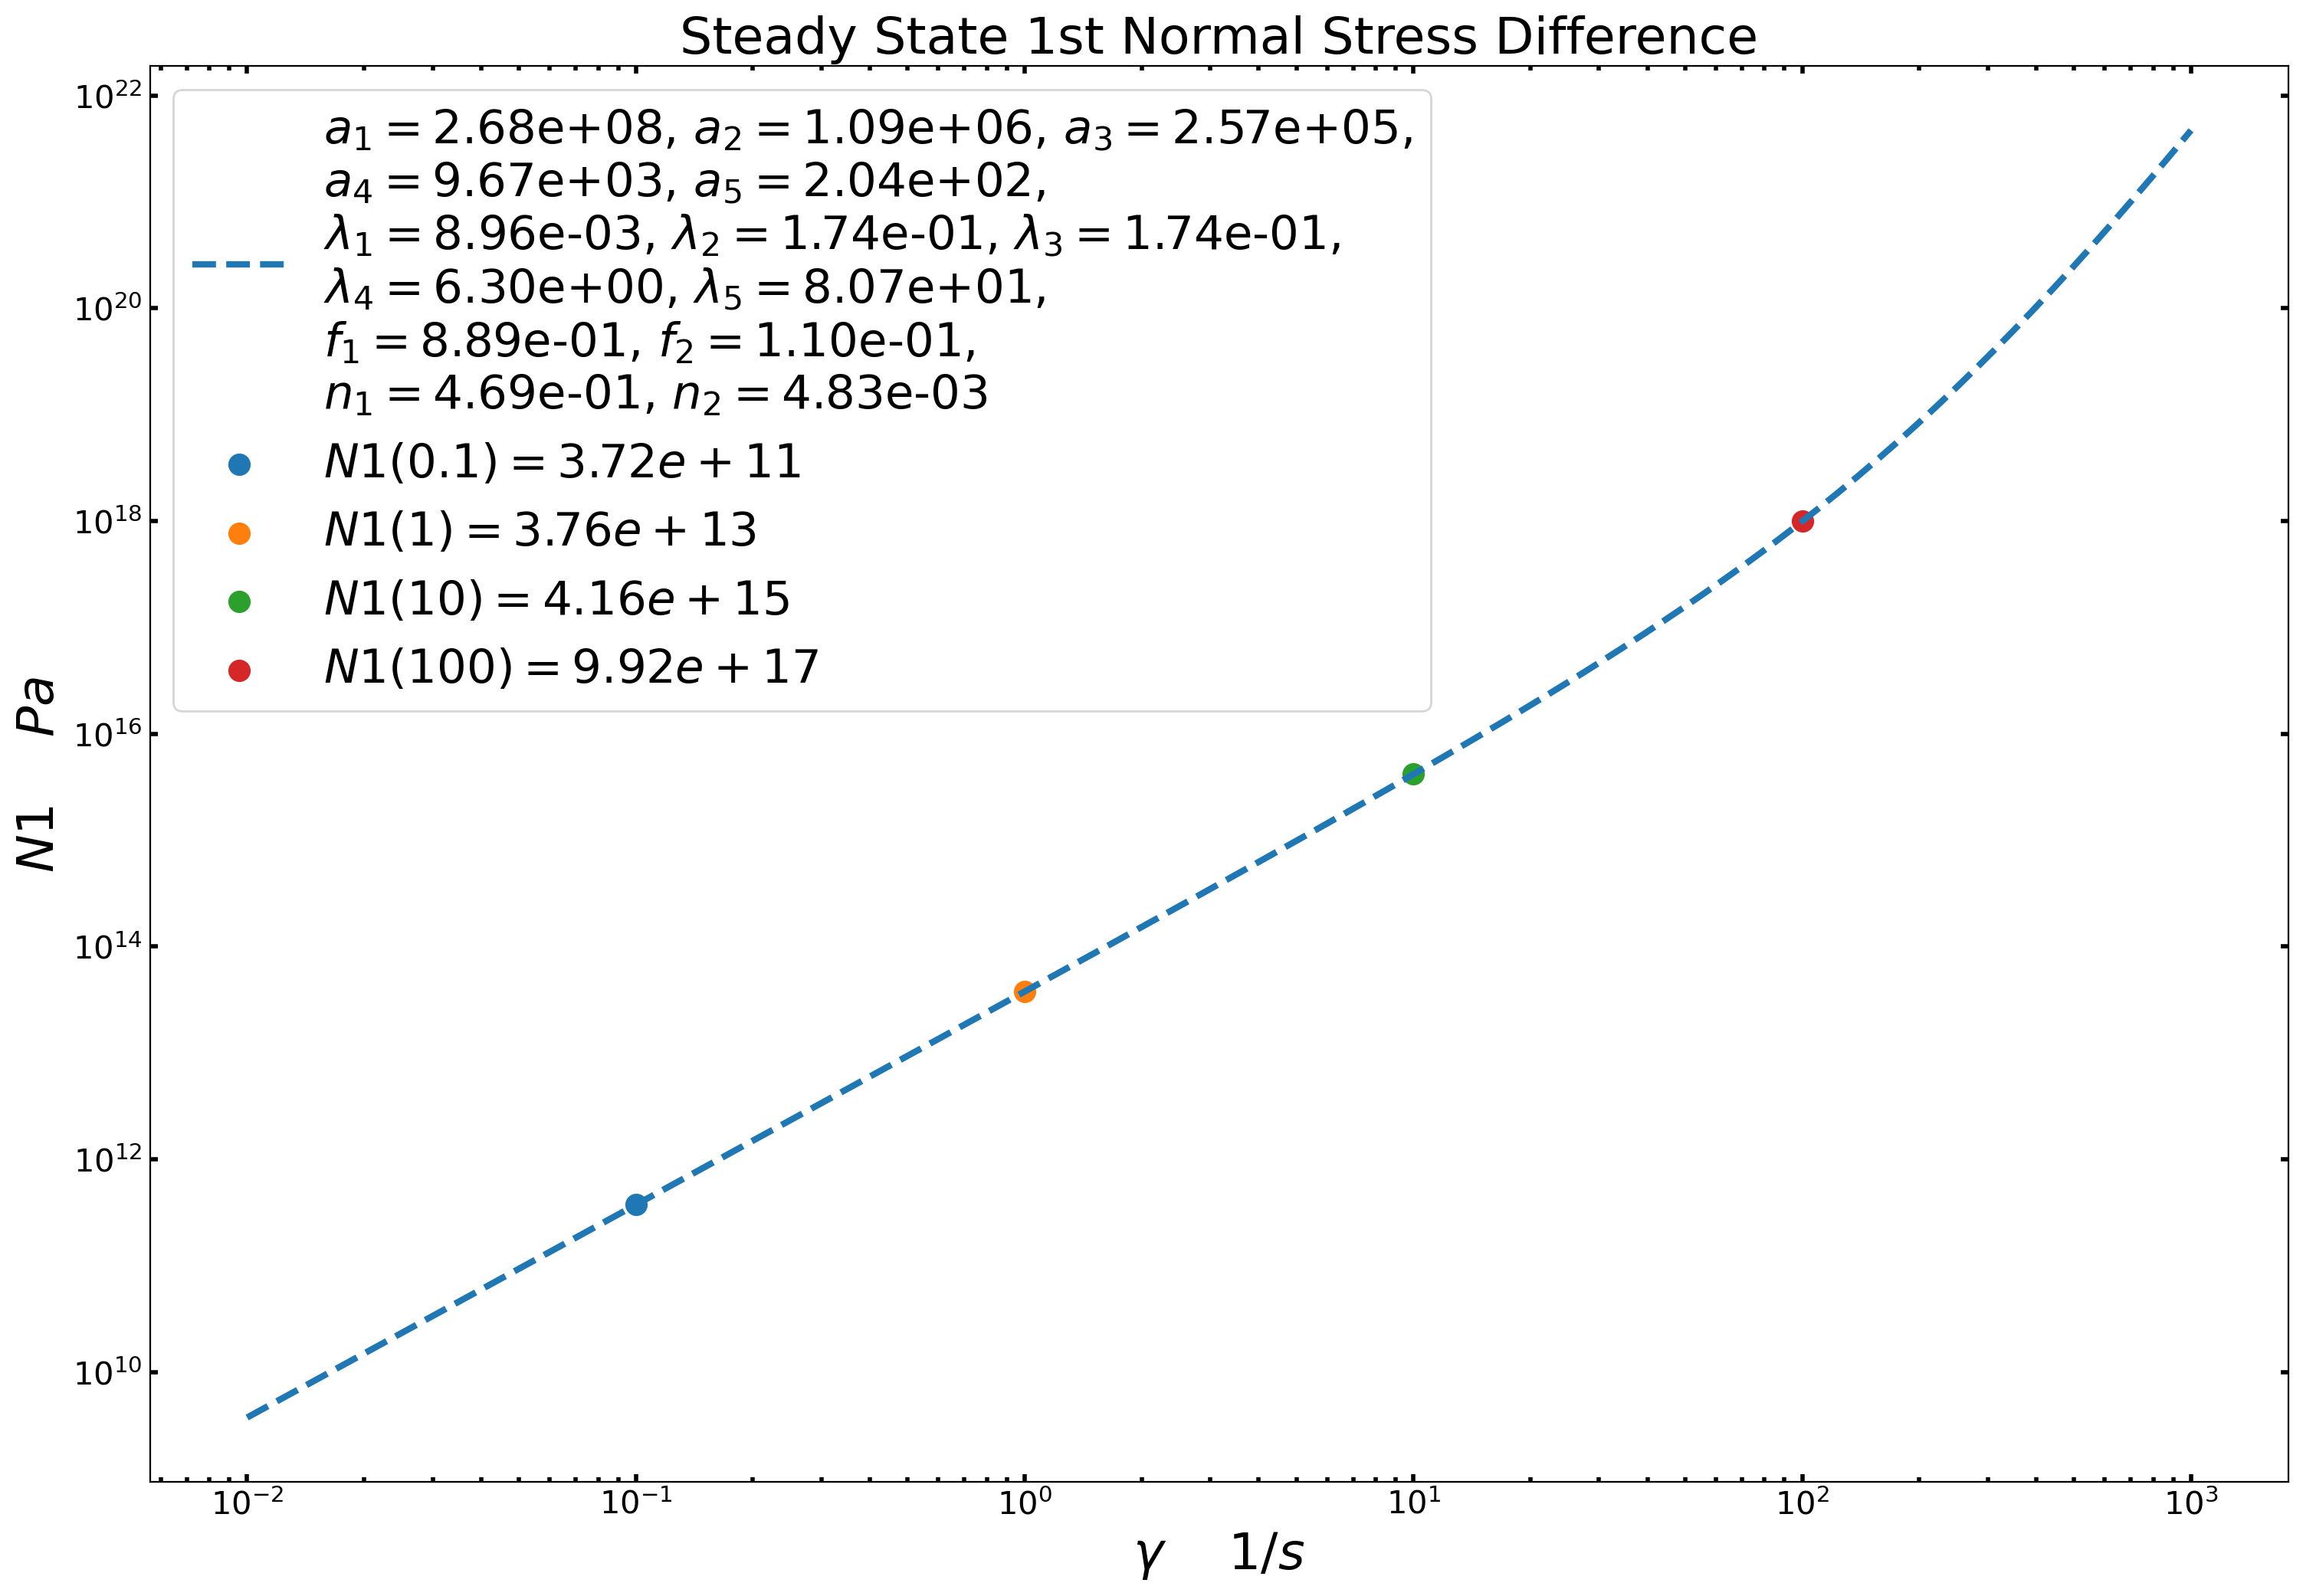 Steady State 1st Normal Stress Difference
10²²
10²⁰
10¹⁸
10¹⁶
10¹⁴
10¹²
10¹⁰
N1 Pa
a₁ = 2.68e+08, a₂ = 1.09e+06, a₃ = 2.57e+05,
a₄ = 9.67e+03, a₅ = 2.04e+02,
λ₁ = 8.96e-03, λ₂ = 1.74e-01, λ₃ = 1.74e-01,
λ₄ = 6.30e+00, λ₅ = 8.07e+01,
f₁ = 8.89e-01, f₂ = 1.10e-01,
n₁ = 4.69e-01, n₂ = 4.83e-03
N1(0.1) = 3.72e + 11
N1(1) = 3.76e + 13
N1(10) = 4.16e + 15
N1(100) = 9.92e + 17
10⁻² 10⁻¹ 10⁰ 10¹ 10² 10³
γ 1/s